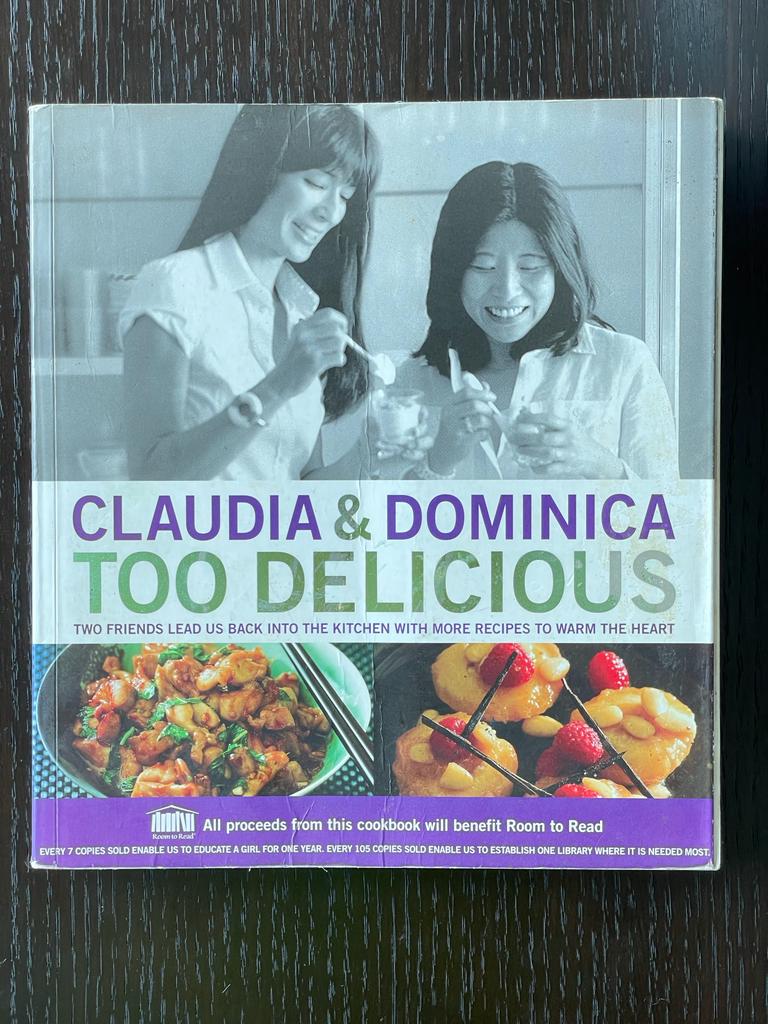 CLAUDIA & DOMINICA
TOO DELICIOUS
TWO FRIENDS LEAD US BACK INTO THE KITCHEN WITH MORE RECIPES TO WARM THE HEART
Room to Read®
All proceeds from this cookbook will benefit Room to Read
EVERY 7 COPIES SOLD ENABLE US TO EDUCATE A GIRL FOR ONE YEAR. EVERY 105 COPIES SOLD ENABLE US TO ESTABLISH ONE LIBRARY WHERE IT IS NEEDED MOST.